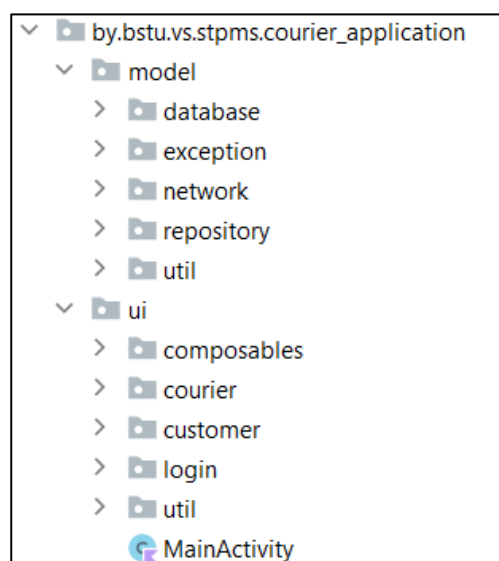 by.bstu.vs.stpms.courier_application
model
database
exception
network
repository
util
ui
composables
courier
customer
login
util
MainActivity